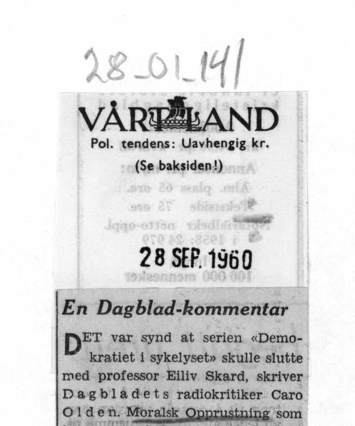 28-01-14/
VÅRT LAND
Pol. tendens: Uavhengig kr.
(Se baksiden!)
28 SEP. 1960
En Dagblad-kommentar
DET var synd at serien «Demo-
kratiet i sykelyset» skulle slutte
med professor Eiliv Skard, skriver
Dagbladets radiokritiker Caro
Olden. Moralsk Opprustning som